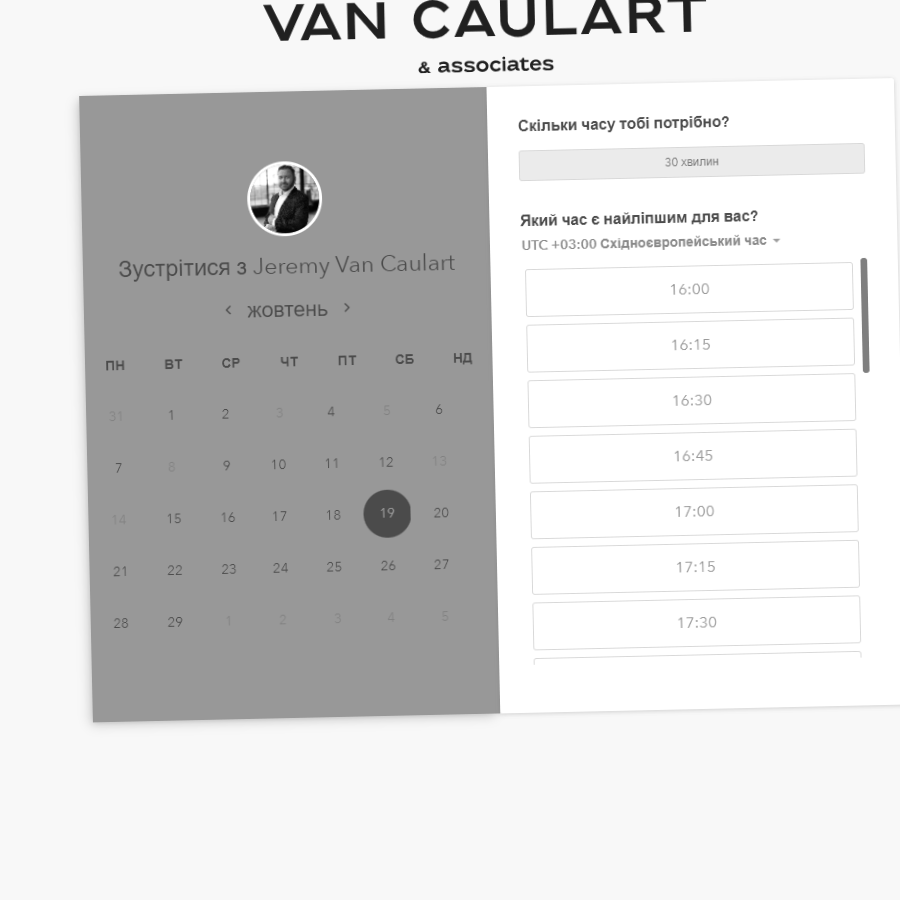 VAN CAULART
& associates
Зустрітися з Jeremy Van Caulart
‹ жовтень ›
ПН ВТ СР ЧТ ПТ СБ НД
31 1 2 3 4 5 6
7 8 9 10 11 12 13
14 15 16 17 18 19 20
21 22 23 24 25 26 27
28 29 1 2 3 4 5
Скільки часу тобі потрібно?
30 хвилин
Який час є найліпшим для вас?
UTC +03:00 Східноєвропейський час
16:00
16:15
16:30
16:45
17:00
17:15
17:30